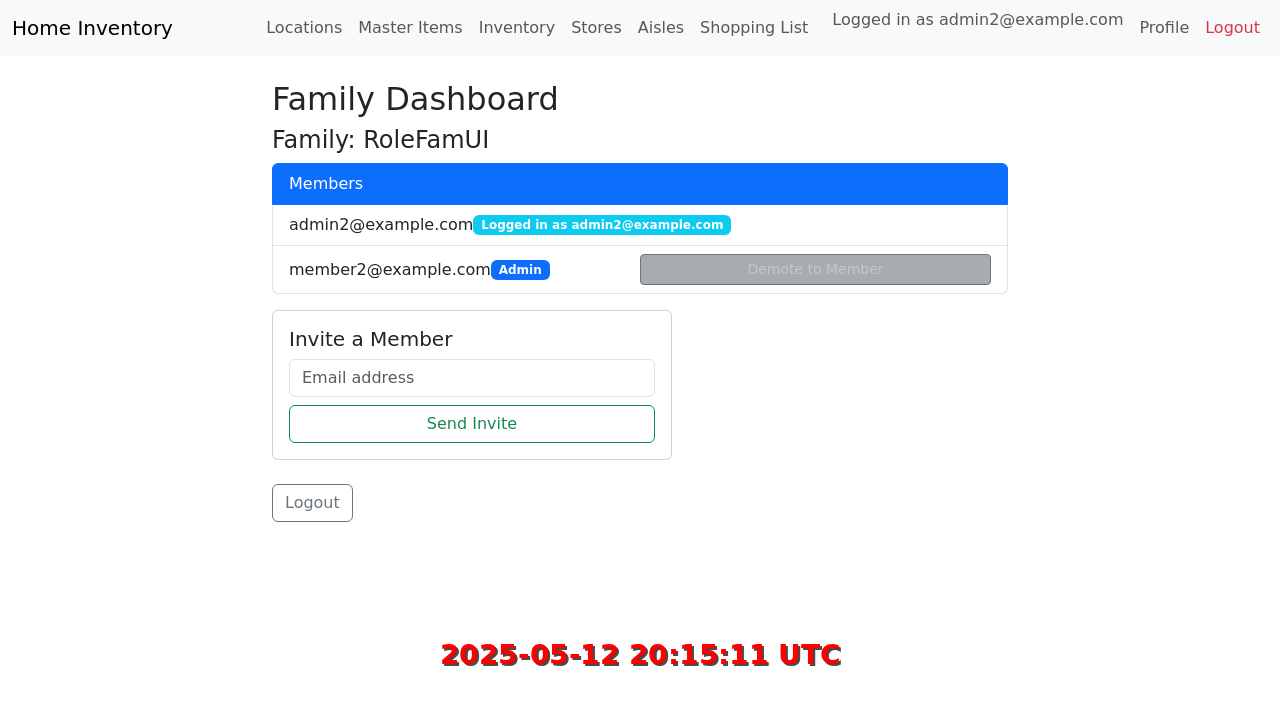 Home Inventory Locations Master Items Inventory Stores Aisles Shopping List Logged in as admin2@example.com Profile Logout
Family Dashboard
Family: RoleFamUI
Members
admin2@example.com Logged in as admin2@example.com
member2@example.com Admin Demote to Member
Invite a Member
Email address
Send Invite
Logout
2025-05-12 20:15:11 UTC